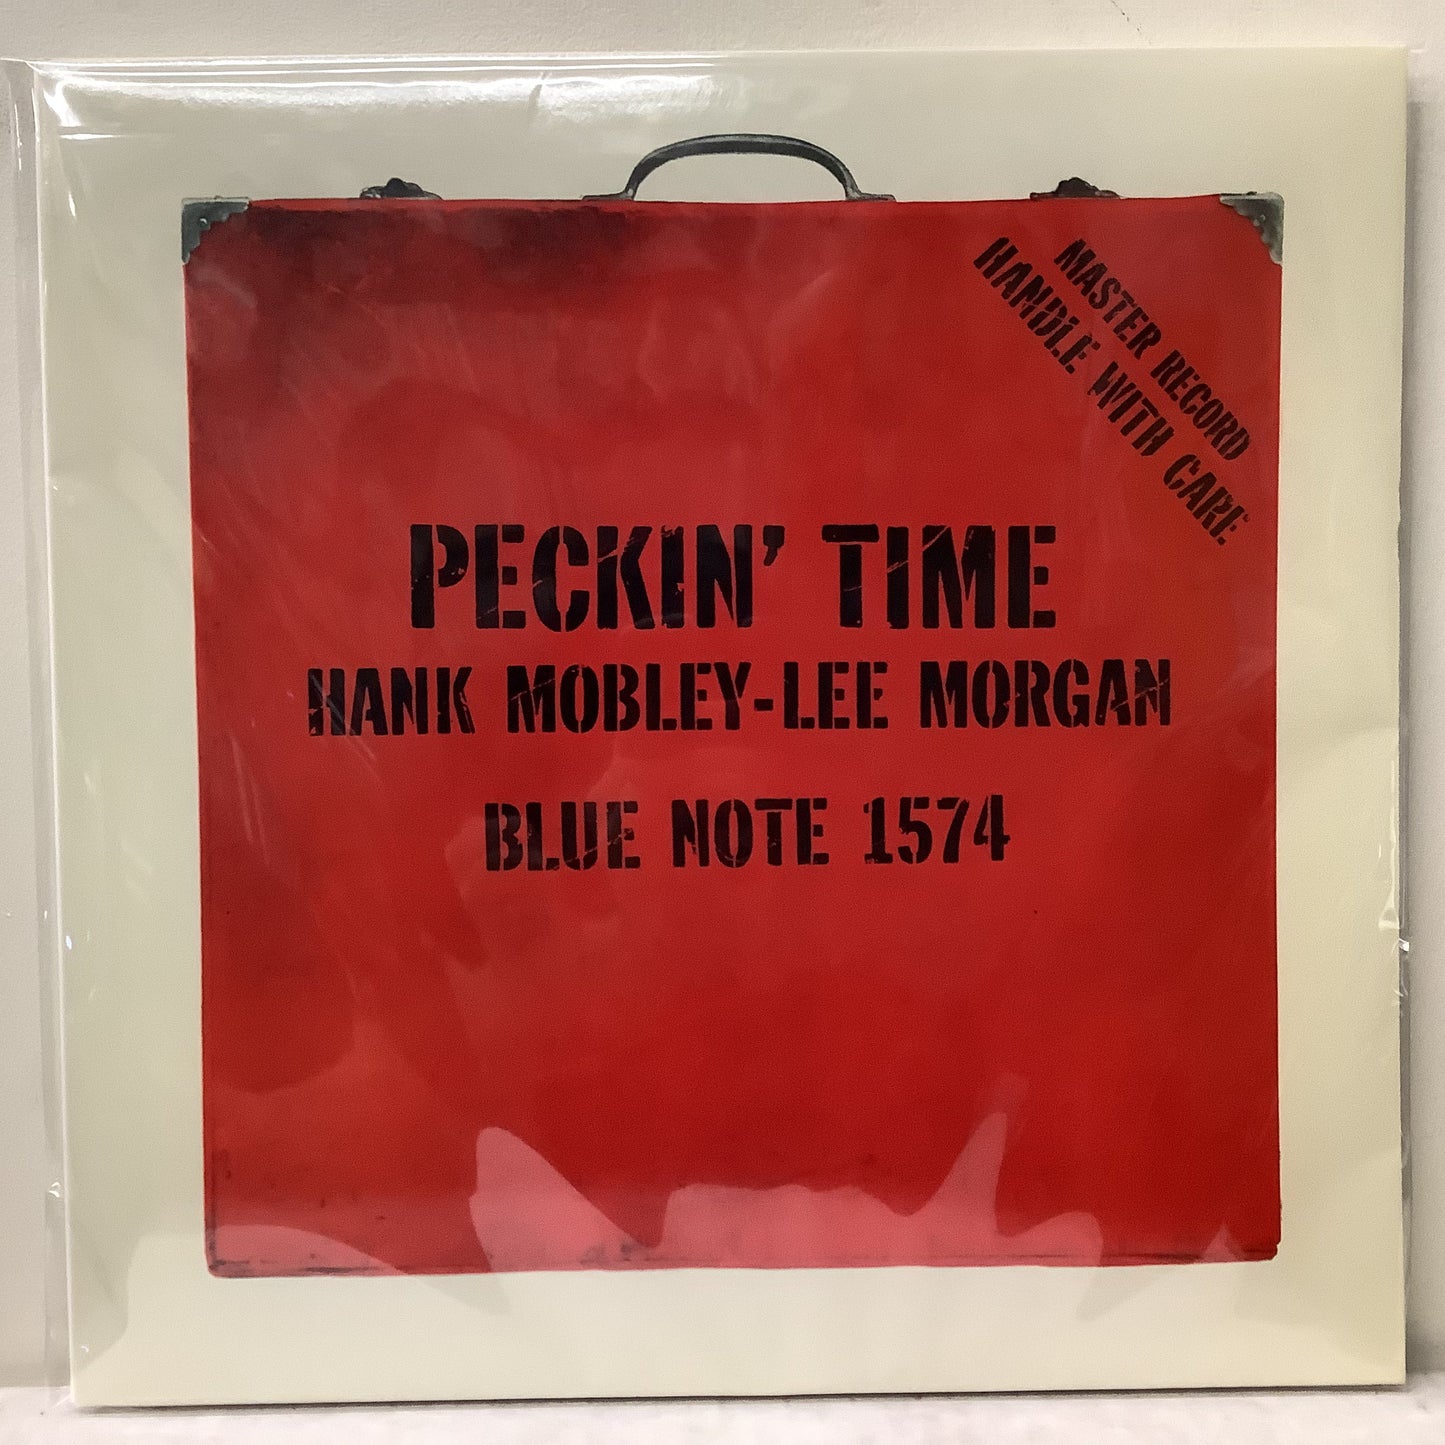 MASTER RECORD
HANDLE WITH CARE
PECKIN' TIME
HANK MOBLEY-LEE MORGAN
BLUE NOTE 1574